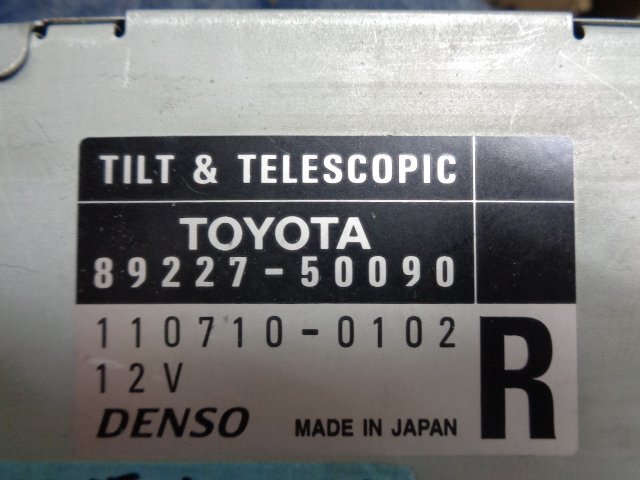 TILT & TELESCOPIC
TOYOTA
89227-50090
110710-0102
12V
R
DENSO MADE IN JAPAN